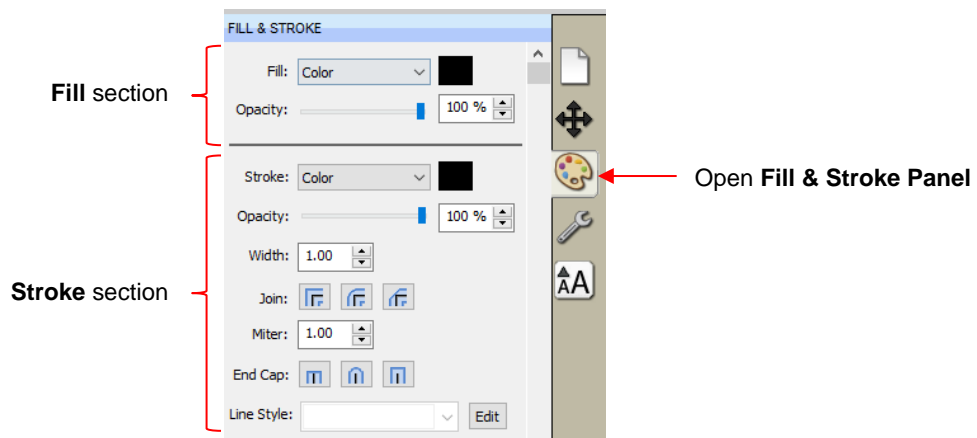 FILL & STROKE
Fill: Color
Fill section
Opacity: 100 %
Stroke: Color
Open Fill & Stroke Panel
Opacity: 100 %
Width: 1.00
Stroke section
Join:
AA
Miter: 1.00
End Cap:
Line Style: Edit